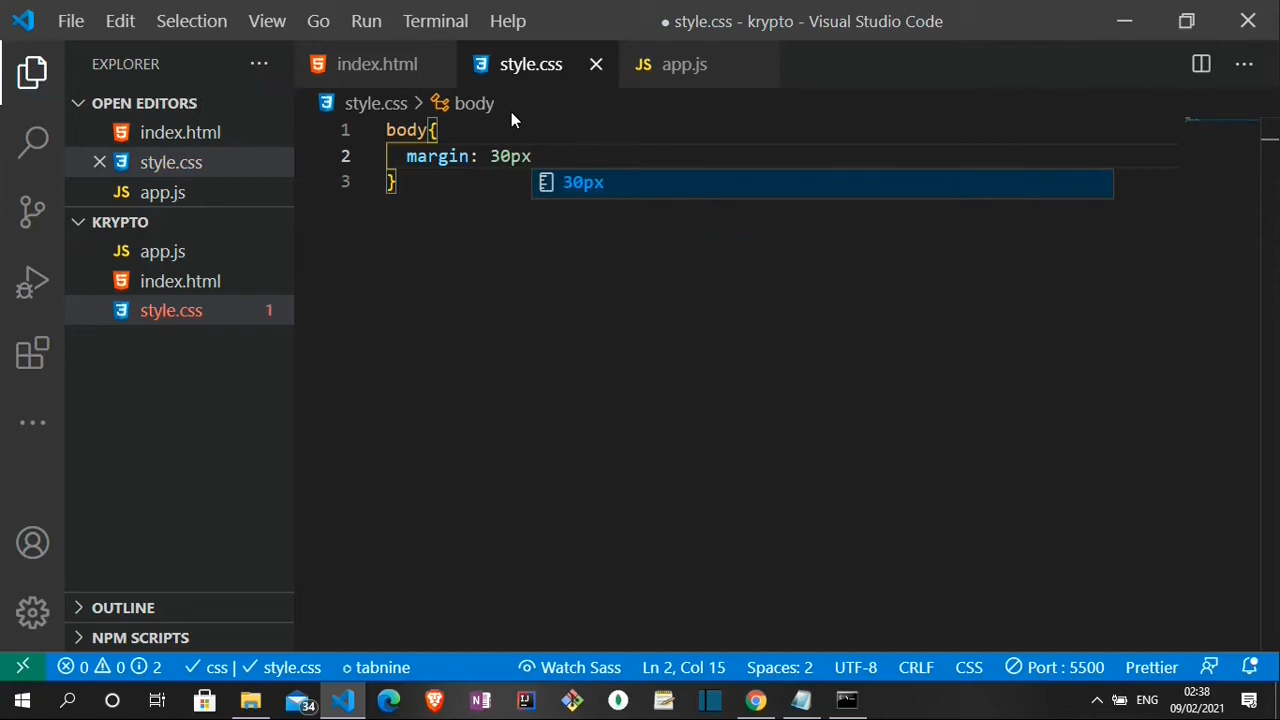 File Edit Selection View Go Run Terminal Help ● style.css - krypto - Visual Studio Code
EXPLORER
index.html
style.css
JS app.js
OPEN EDITORS
index.html
style.css
JS app.js
KRYPTO
JS app.js
index.html
style.css 1
OUTLINE
NPM SCRIPTS
style.css > body
1 body{
2 margin: 30px
3 }
30px
0 0 2 css | style.css tabnine Watch Sass Ln 2, Col 15 Spaces: 2 UTF-8 CRLF CSS Port : 5500 Prettier
34
ENG
02:38
09/02/2021